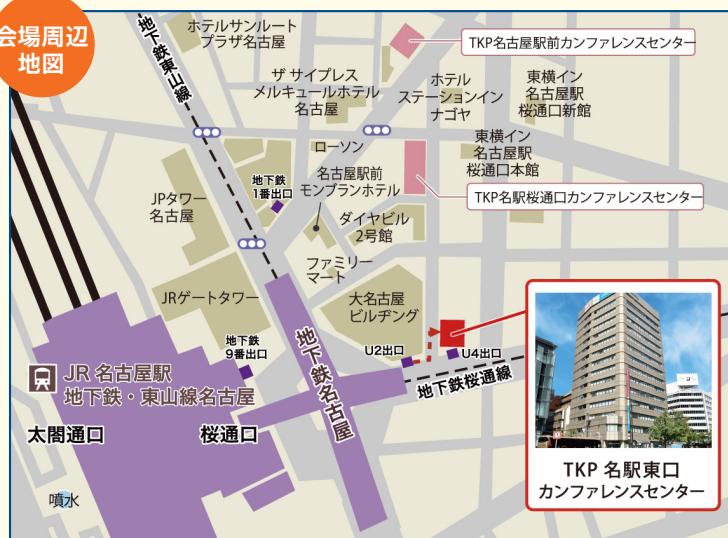 会場周辺
地図
ホテルサンルート
プラザ名古屋
地下鉄東山線
TKP名古屋駅前カンファレンスセンター
ザ サイプレス
メルキュールホテル
名古屋
ホテル
ステーションイン
ナゴヤ
東横イン
名古屋駅
桜通口新館
ローソン
東横イン
名古屋駅
桜通口本館
地下鉄
1番出口
名古屋駅前
モンブランホテル
JPタワー
名古屋
TKP名駅桜通口カンファレンスセンター
ダイヤビル
2号館
ファミリー
マート
JRゲートタワー
大名古屋
ビルヂング
地下鉄
9番出口
U2出口
U4出口
地下鉄名古屋
地下鉄桜通線
JR 名古屋駅
地下鉄・東山線名古屋
太閤通口
桜通口
噴水
TKP 名駅東口
カンファレンスセンター